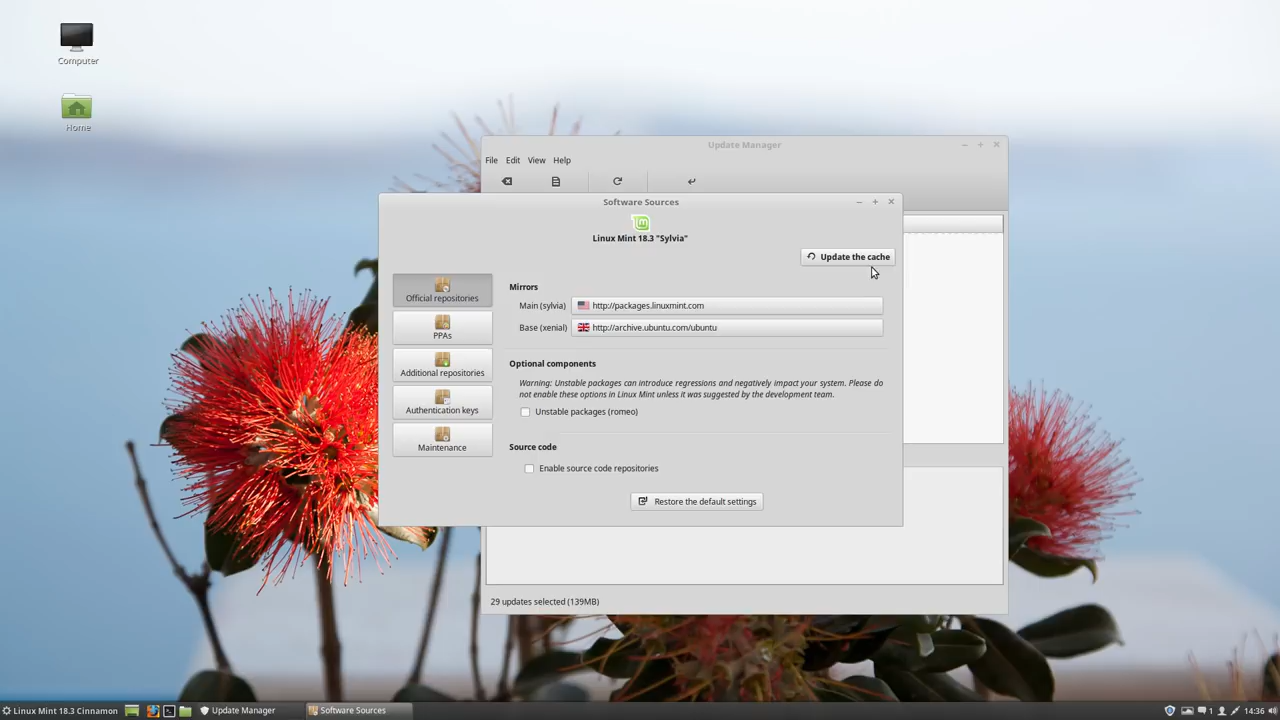 Computer
Home
Update Manager
File Edit View Help
Software Sources
Linux Mint 18.3 "Sylvia"
Update the cache
Official repositories
PPAs
Additional repositories
Authentication keys
Maintenance
Mirrors
Main (sylvia) http://packages.linuxmint.com
Base (xenial) http://archive.ubuntu.com/ubuntu
Optional components
Warning: Unstable packages can introduce regressions and negatively impact your system. Please do
not enable these options in Linux Mint unless it was suggested by the development team.
Unstable packages (romeo)
Source code
Enable source code repositories
Restore the default settings
29 updates selected (139MB)
Linux Mint 18.3 Cinnamon Update Manager Software Sources 1 14:36